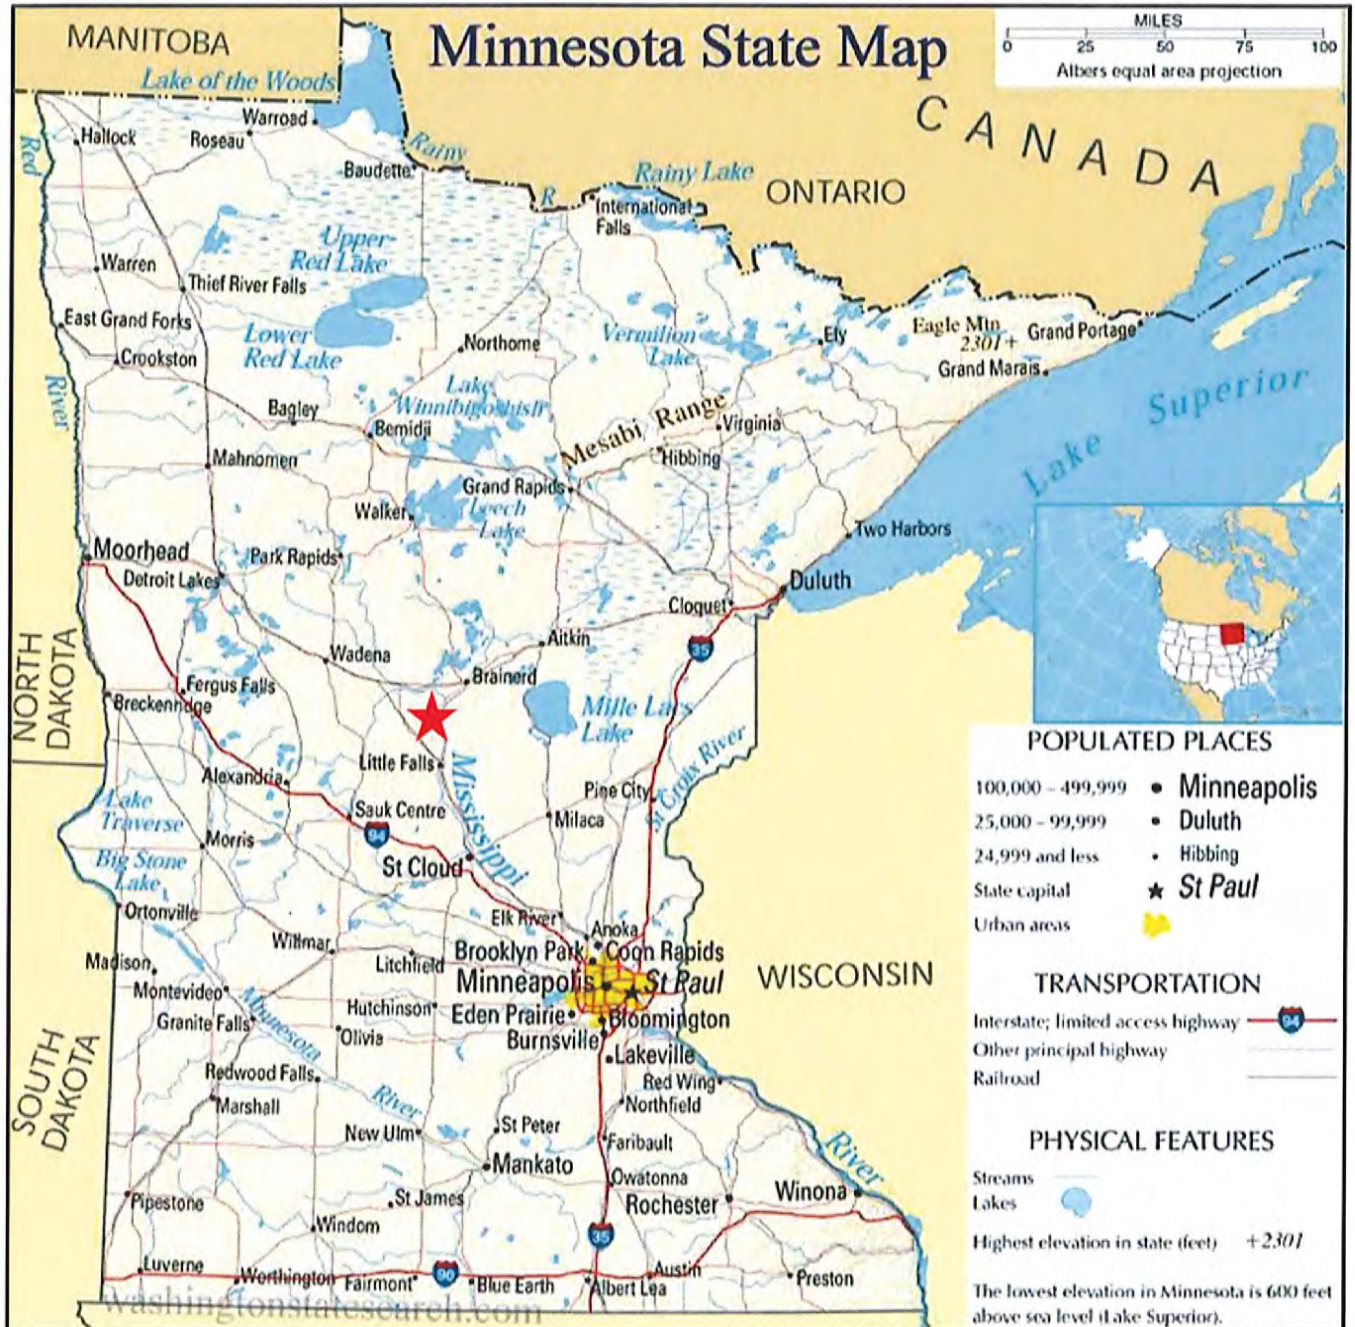 Minnesota State Map
MILES
0 25 50 75 100
Albers equal area projection
MANITOBA
Lake of the Woods
CANADA
ONTARIO
Warroad
Hallock
Roseau
Red
Rainy
Baudette
Rainy Lake
R
International
Falls
Upper
Red Lake
Warren
Thief River Falls
East Grand Forks
Lower
Red Lake
Crookston
Northome
Vermilion
Lake
Ely
Eagle Mtn
2301 +
Grand Portage
Grand Marais
River
Lake
Winnibigoshish
Bagley
Bemidji
Mesabi Range
Virginia
Hibbing
Lake Superior
Mahnomen
Grand Rapids
Walker
Leech
Lake
Two Harbors
Moorhead
Park Rapids
Detroit Lakes
Duluth
Cloquet
NORTH
DAKOTA
Aitkin
35
Wadena
Brainerd
Fergus Falls
Breckenridge
Mille Lacs
Lake
St Croix River
Little Falls
Mississippi
Alexandria
Pine City
Lake
Traverse
Sauk Centre
94
Milaca
Morris
Big Stone
Lake
St Cloud
Ortonville
Elk River
Anoka
Willmar
Litchfield
Brooklyn Park
Coon Rapids
Madison
Minneapolis
St Paul
WISCONSIN
Montevideo
Minnesota
Hutchinson
Eden Prairie
Bloomington
Granite Falls
Olivia
Burnsville
Lakeville
SOUTH
DAKOTA
Redwood Falls
Red Wing
River
Marshall
Northfield
New Ulm
St Peter
Faribault
River
Mankato
Owatonna
Pipestone
St James
Rochester
Winona
Windom
35
Luverne
Worthington
Fairmont
90
Blue Earth
Albert Lea
Austin
Preston
washingtonstatesearch.com
POPULATED PLACES
100,000 – 499,999 • Minneapolis
25,000 – 99,999 • Duluth
24,999 and less • Hibbing
State capital ★ St Paul
Urban areas
TRANSPORTATION
Interstate; limited access highway 94
Other principal highway
Railroad
PHYSICAL FEATURES
Streams
Lakes
Highest elevation in state (feet) +2301
The lowest elevation in Minnesota is 600 feet
above sea level (Lake Superior).